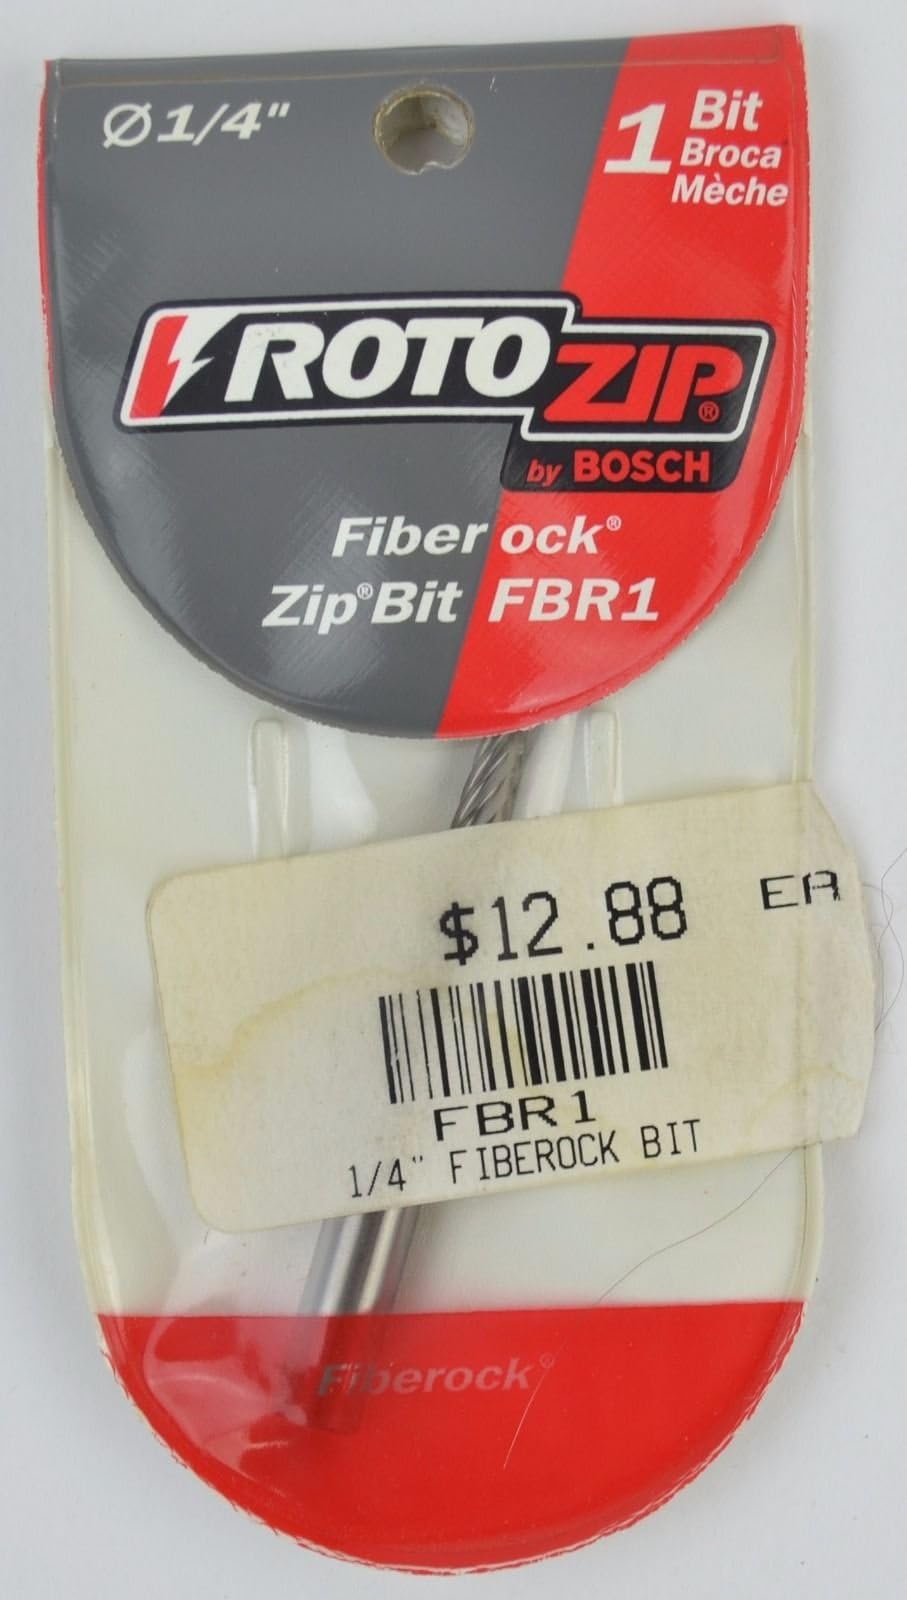 Ø 1/4"
1 Bit
Broca
Mèche
ROTOZIP®
by BOSCH
Fiber ock®
Zip® Bit FBR1
$12.88 EA
FBR1
1/4" FIBEROCK BIT
Fiberock®